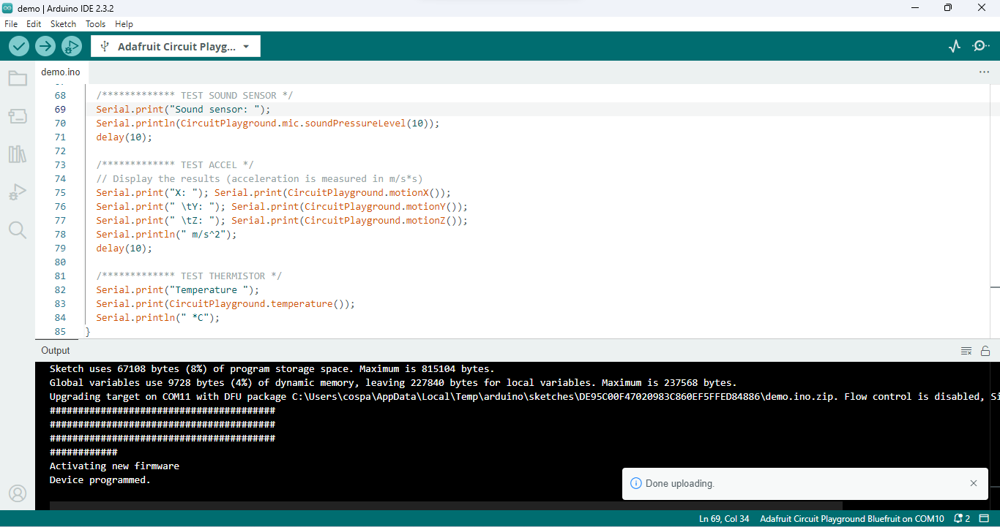 demo | Arduino IDE 2.3.2
File Edit Sketch Tools Help
Adafruit Circuit Playg...
demo.ino
68 /************* TEST SOUND SENSOR */
69 Serial.print("Sound sensor: ");
70 Serial.println(CircuitPlayground.mic.soundPressureLevel(10));
71 delay(10);
72
73 /************* TEST ACCEL */
74 // Display the results (acceleration is measured in m/s*s)
75 Serial.print("X: "); Serial.print(CircuitPlayground.motionX());
76 Serial.print(" \tY: "); Serial.print(CircuitPlayground.motionY());
77 Serial.print(" \tZ: "); Serial.print(CircuitPlayground.motionZ());
78 Serial.println(" m/s^2");
79 delay(10);
80
81 /************* TEST THERMISTOR */
82 Serial.print("Temperature ");
83 Serial.print(CircuitPlayground.temperature());
84 Serial.println(" *C");
85 }
Output
Sketch uses 67108 bytes (8%) of program storage space. Maximum is 815104 bytes.
Global variables use 9728 bytes (4%) of dynamic memory, leaving 227840 bytes for local variables. Maximum is 237568 bytes.
Upgrading target on COM11 with DFU package C:\Users\cospa\AppData\Local\Temp\arduino\sketches\DE95C00F47020983C860EF5FFED84886\demo.ino.zip. Flow control is disabled, Si
########################################
########################################
########################################
############
Activating new firmware
Device programmed.
Done uploading.
Ln 69, Col 34 Adafruit Circuit Playground Bluefruit on COM10 2